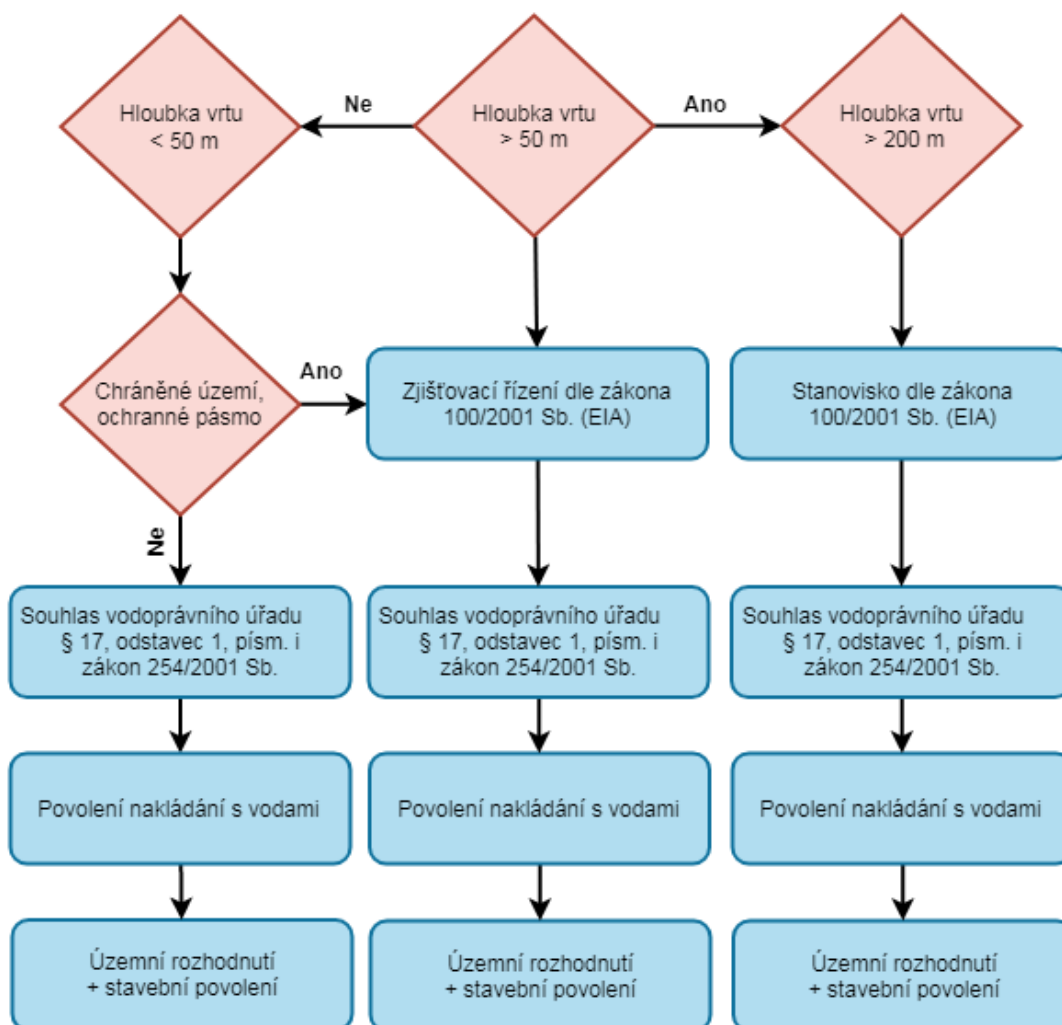 Hloubka vrtu
< 50 m
Ne
Hloubka vrtu
> 50 m
Ano
Hloubka vrtu
> 200 m
Chráněné území,
ochranné pásmo
Ano
Zjišťovací řízení dle zákona
100/2001 Sb. (EIA)
Stanovisko dle zákona
100/2001 Sb. (EIA)
Ne
Souhlas vodoprávního úřadu
§ 17, odstavec 1, písm. i
zákon 254/2001 Sb.
Souhlas vodoprávního úřadu
§ 17, odstavec 1, písm. i
zákon 254/2001 Sb.
Souhlas vodoprávního úřadu
§ 17, odstavec 1, písm. i
zákon 254/2001 Sb.
Povolení nakládání s vodami
Povolení nakládání s vodami
Povolení nakládání s vodami
Územní rozhodnutí
+ stavební povolení
Územní rozhodnutí
+ stavební povolení
Územní rozhodnutí
+ stavební povolení